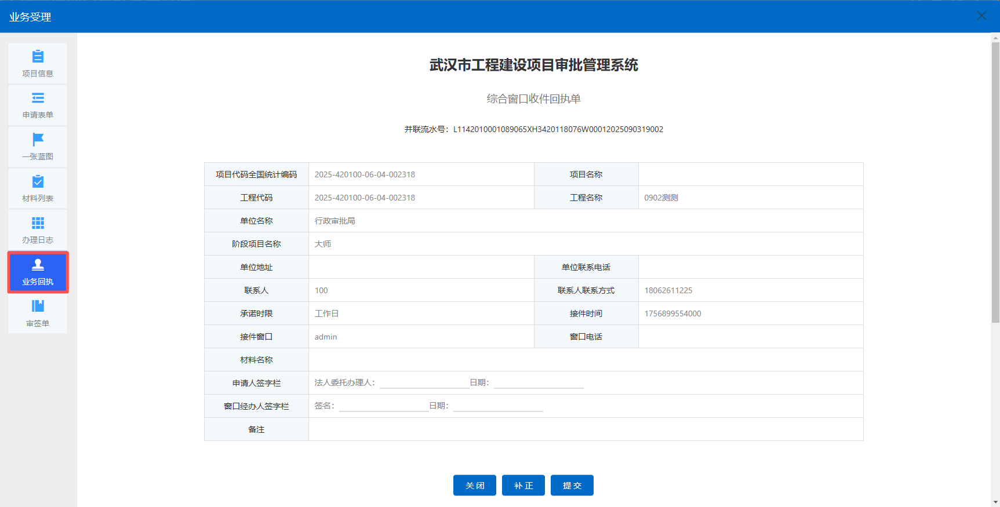 业务受理
项目信息
申请表单
一张蓝图
材料列表
办理日志
业务回执
审签单
武汉市工程建设项目审批管理系统
综合窗口收件回执单
并联流水号：L1142010001089065XH3420118076W00012025090319002
项目代码全国统计编码 2025-420100-06-04-002318 项目名称
工程代码 2025-420100-06-04-002318 工程名称 0902测测
单位名称 行政审批局
阶段项目名称 大师
单位地址 单位联系电话
联系人 100 联系人联系方式 18062611225
承诺时限 工作日 接件时间 1756899554000
接件窗口 admin 窗口电话
材料名称
申请人签字栏 法人委托办理人： 日期：
窗口经办人签字栏 签名： 日期：
备注
关闭 补正 提交